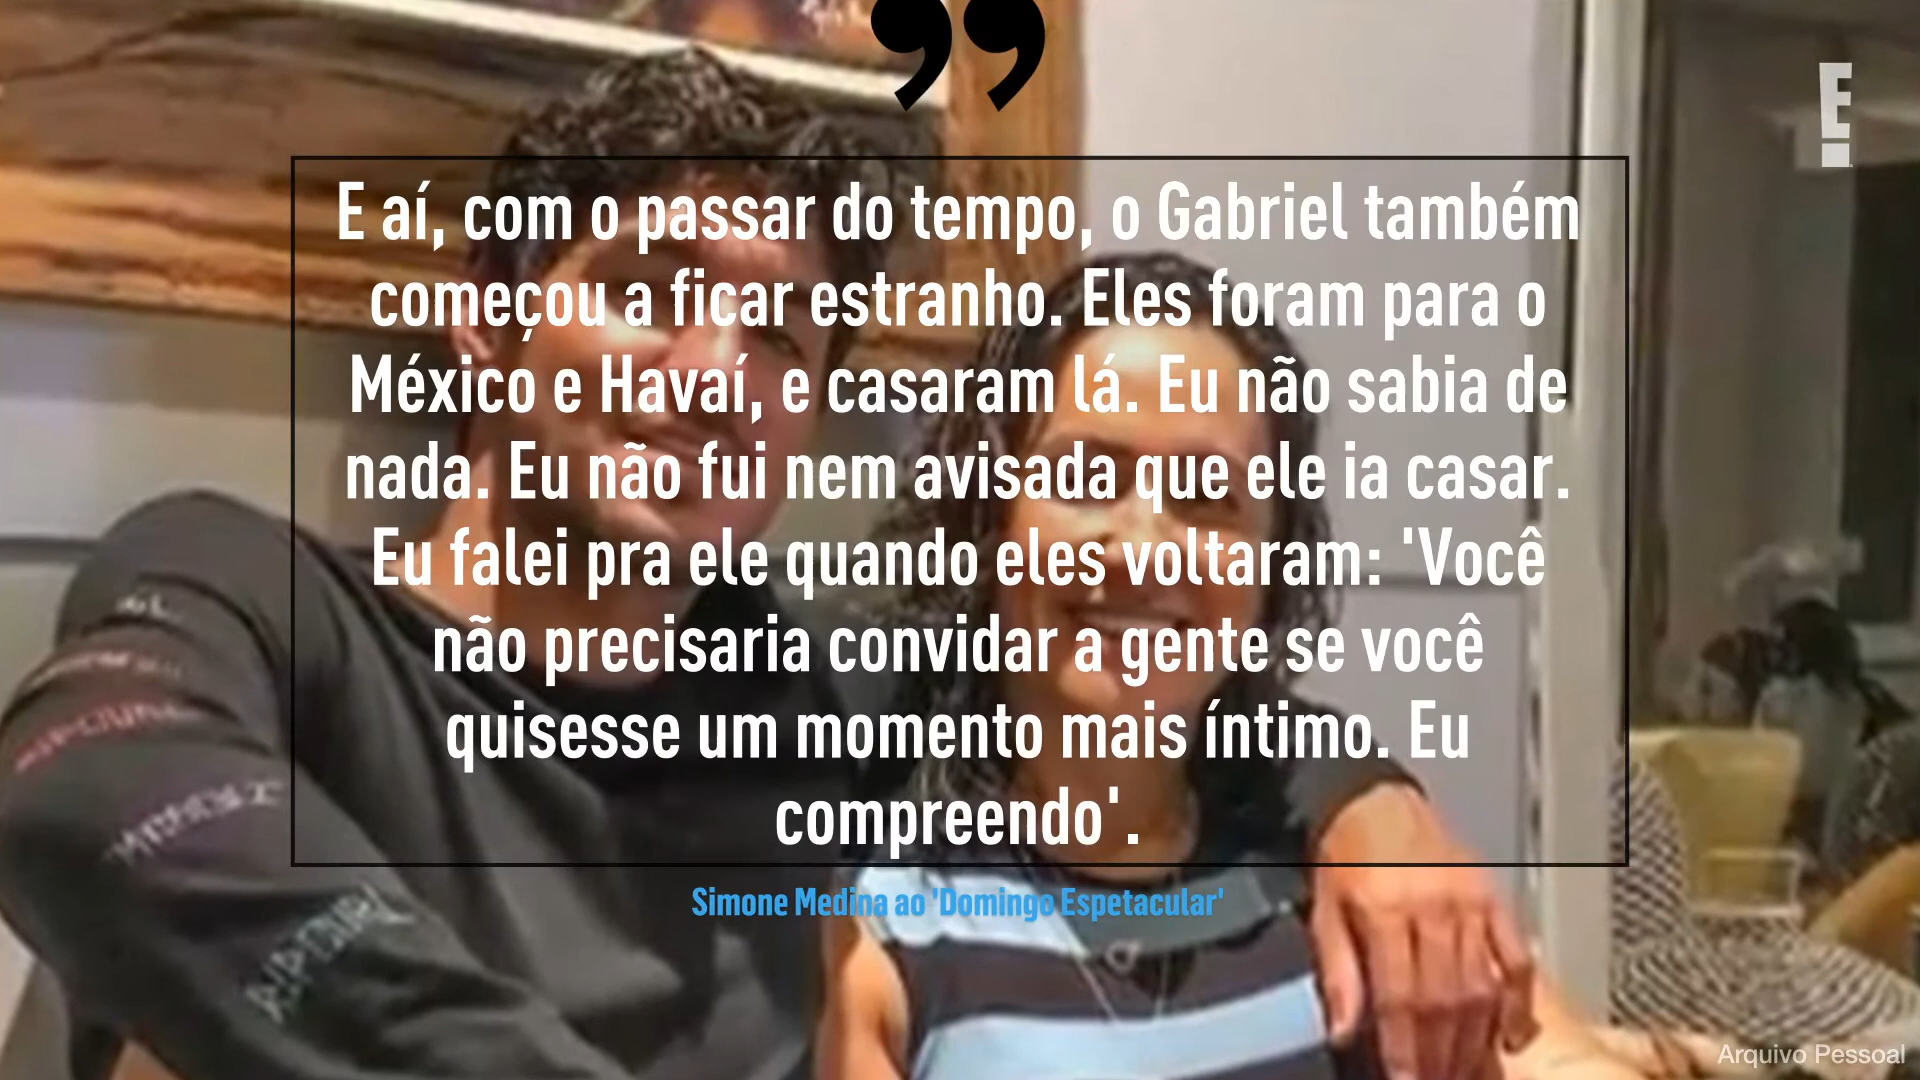 ”
E!
E aí, com o passar do tempo, o Gabriel também
começou a ficar estranho. Eles foram para o
México e Havaí, e casaram lá. Eu não sabia de
nada. Eu não fui nem avisada que ele ia casar.
Eu falei pra ele quando eles voltaram: 'Você
não precisaria convidar a gente se você
quisesse um momento mais íntimo. Eu
compreendo'.
Simone Medina ao 'Domingo Espetacular'
Arquivo Pessoal